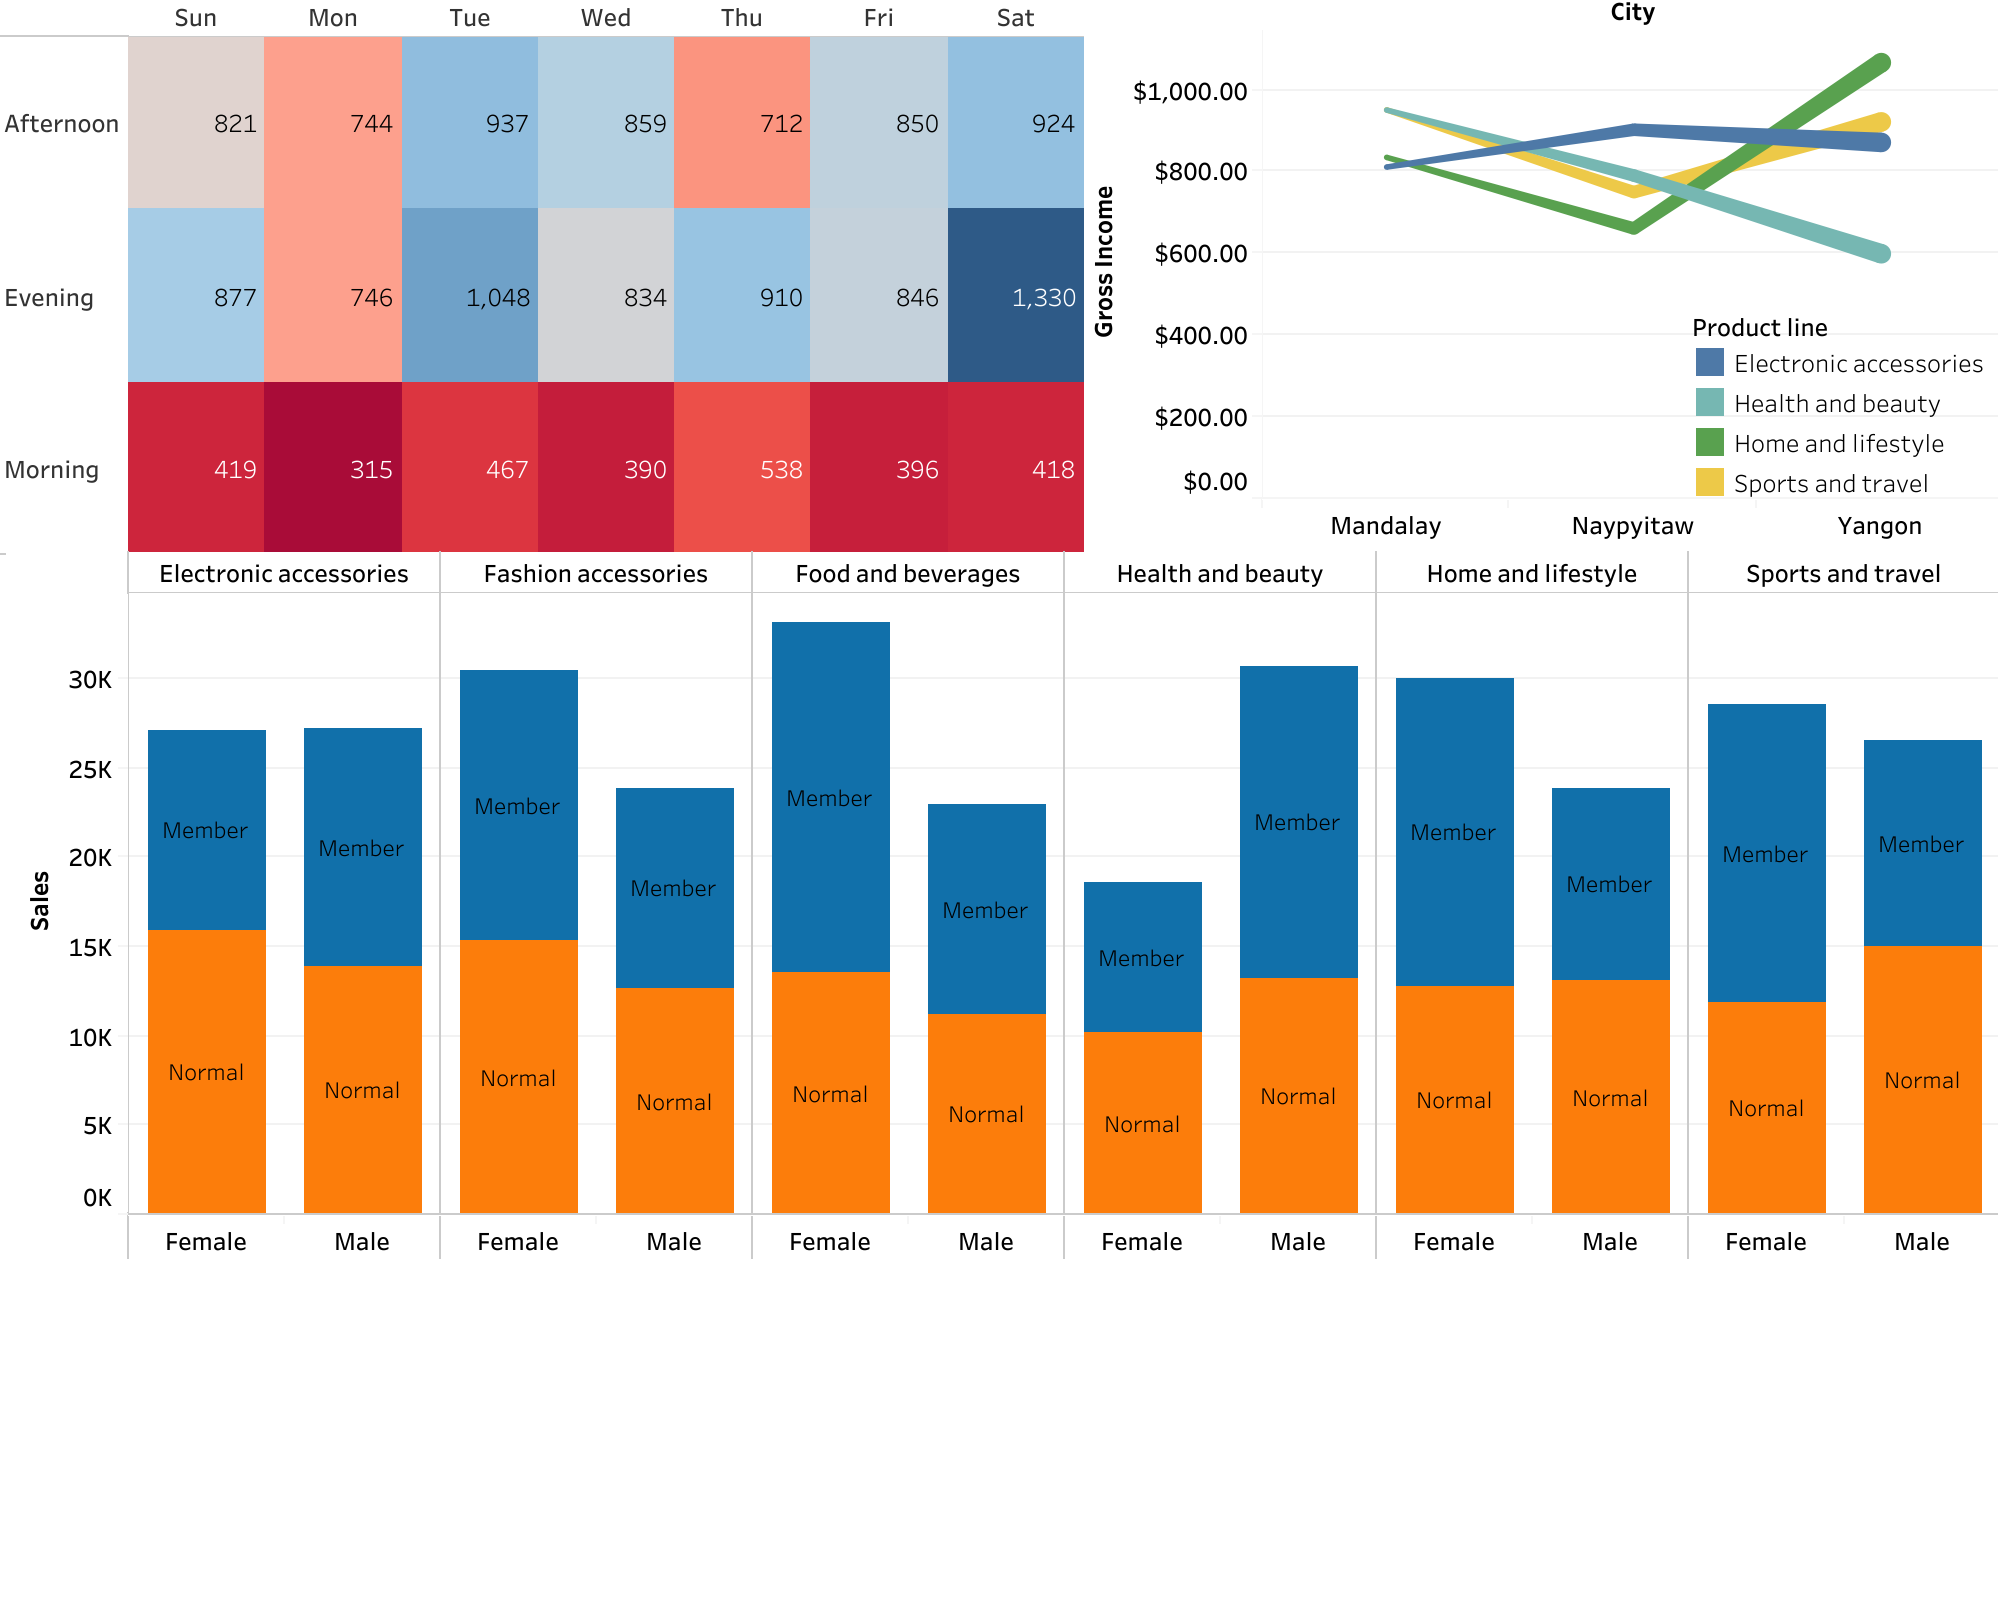 Sun Mon Tue Wed Thu Fri Sat
Afternoon 821 744 937 859 712 850 924
Evening 877 746 1,048 834 910 846 1,330
Morning 419 315 467 390 538 396 418
City
Gross Income
$1,000.00
$800.00
$600.00
$400.00
$200.00
$0.00
Product line
Electronic accessories
Health and beauty
Home and lifestyle
Sports and travel
Mandalay Naypyitaw Yangon
Electronic accessories Fashion accessories Food and beverages Health and beauty Home and lifestyle Sports and travel
Sales
30K
25K
20K
15K
10K
5K
0K
Member Member Member Member Member Member Member Member Member Member Member Member
Normal Normal Normal Normal Normal Normal Normal Normal Normal Normal Normal Normal
Female Male Female Male Female Male Female Male Female Male Female Male